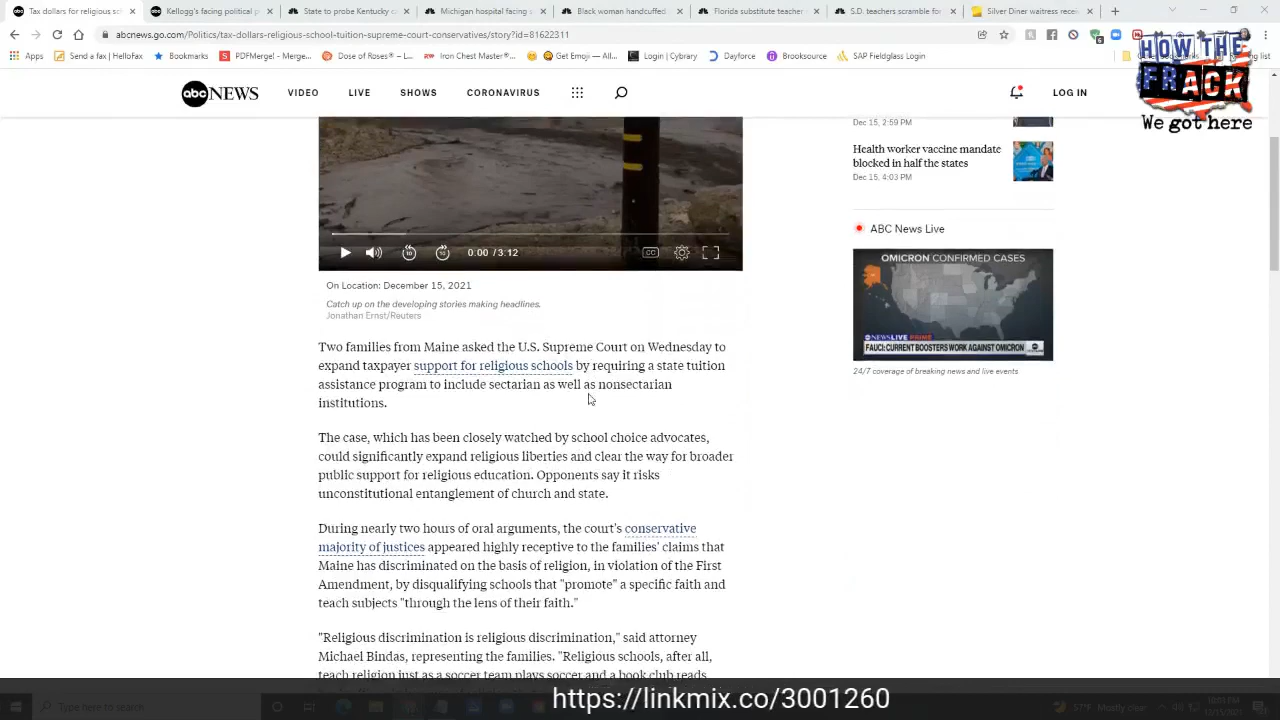 Tax dollars for religious sc
Kellogg's facing political p
State to probe Kentucky c
Michigan hospital facing s
Black woman handcuffed
Florida substitute teacher
S.D. teachers scramble for
Silver Diner waitress rece
abcnews.go.com/Politics/tax-dollars-religious-school-tuition-supreme-court-conservatives/story?id=81622311
Apps
Send a fax | HelloFax
Bookmarks
PDFMerge! - Merge...
Iron Chest Master®...
Get Emoji — All Em...
Login | Cybrary
Dayforce
Brooksource
SAP Fieldglass Login
HOW THE
FRACK
We got here
abc NEWS
VIDEO
LIVE
SHOWS
CORONAVIRUS
LOG IN
Dec 15, 2:59 PM
Health worker vaccine mandate
blocked in half the states
Dec 15, 4:03 PM
ABC News Live
OMICRON CONFIRMED CASES
NEWS LIVE PRIME
FAUCI: CURRENT BOOSTERS WORK AGAINST OMICRON
24/7 coverage of breaking news and live events
10
10
0:00 / 3:12
CC
On Location: December 15, 2021
Catch up on the developing stories making headlines.
Jonathan Ernst/Reuters
Two families from Maine asked the U.S. Supreme Court on Wednesday to
expand taxpayer support for religious schools by requiring a state tuition
assistance program to include sectarian as well as nonsectarian
institutions.
The case, which has been closely watched by school choice advocates,
could significantly expand religious liberties and clear the way for broader
public support for religious education. Opponents say it risks
unconstitutional entanglement of church and state.
During nearly two hours of oral arguments, the court's conservative
majority of justices appeared highly receptive to the families' claims that
Maine has discriminated on the basis of religion, in violation of the First
Amendment, by disqualifying schools that "promote" a specific faith and
teach subjects "through the lens of their faith."
"Religious discrimination is religious discrimination," said attorney
Michael Bindas, representing the families. "Religious schools, after all,
teach religion just as a soccer team plays soccer and a book club reads
https://linkmix.co/3001260
Type here to search
57°F Mostly clear